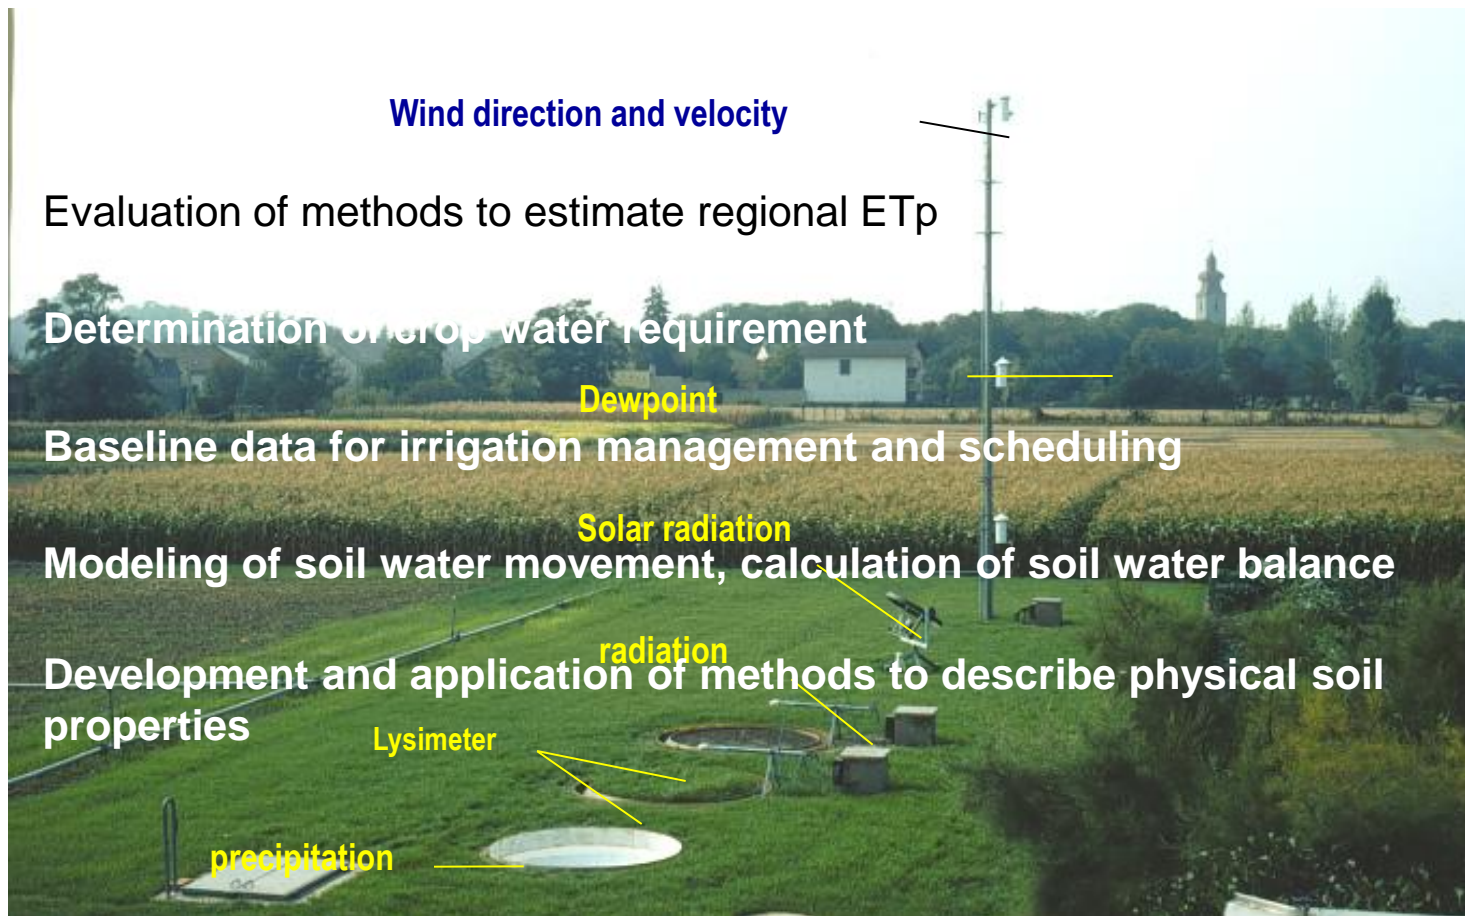 Wind direction and velocity
Evaluation of methods to estimate regional ETp
Determination of crop water requirement
Dewpoint
Baseline data for irrigation management and scheduling
Solar radiation
Modeling of soil water movement, calculation of soil water balance
radiation
Development and application of methods to describe physical soil
properties
Lysimeter
precipitation